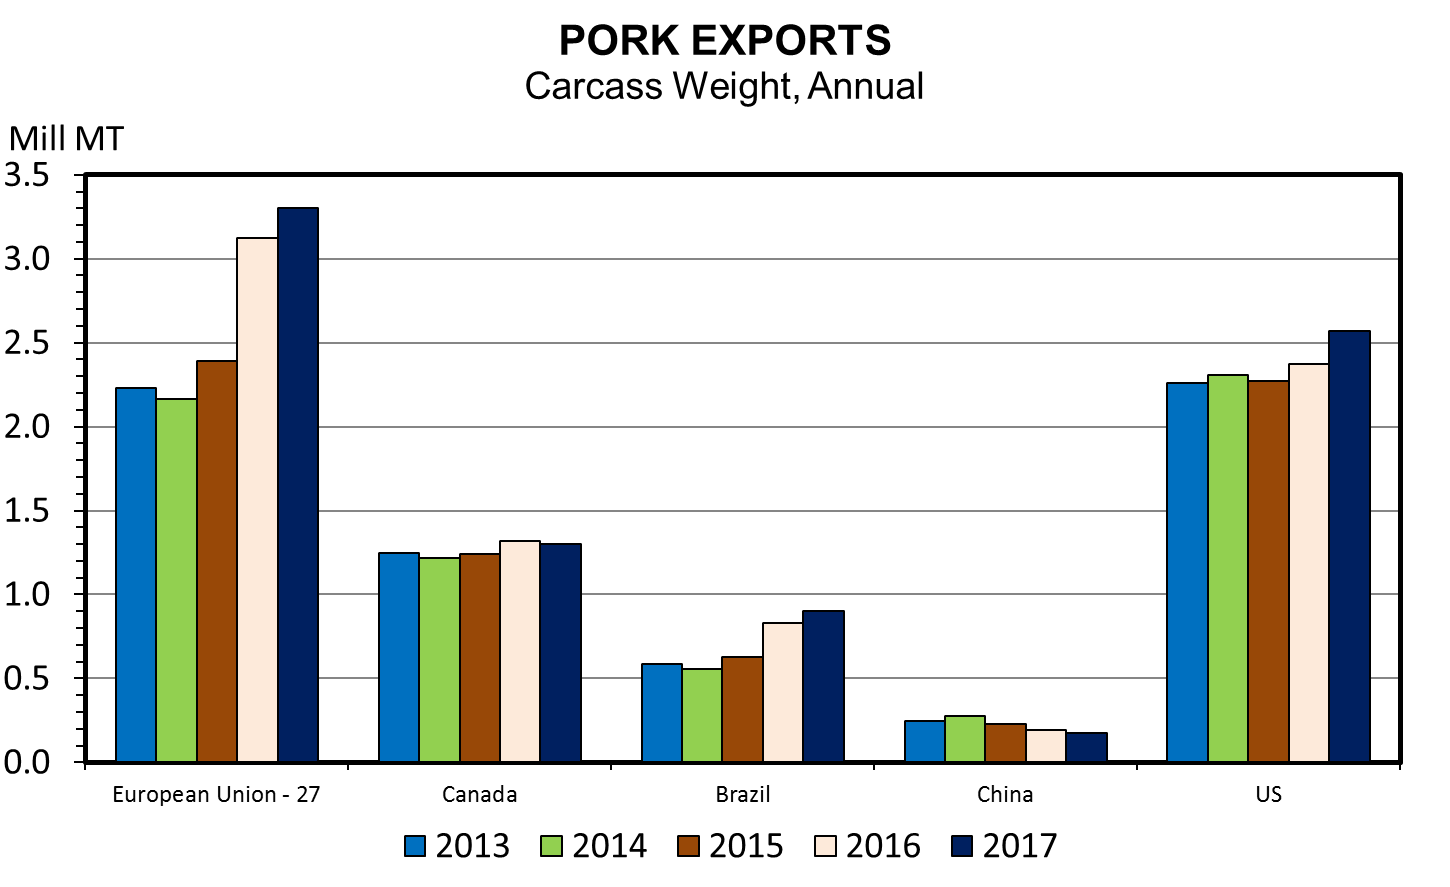 PORK EXPORTS
Carcass Weight, Annual
Mill MT
3.5
3.0
2.5
2.0
1.5
1.0
0.5
0.0
European Union - 27 Canada Brazil China US
2013 2014 2015 2016 2017